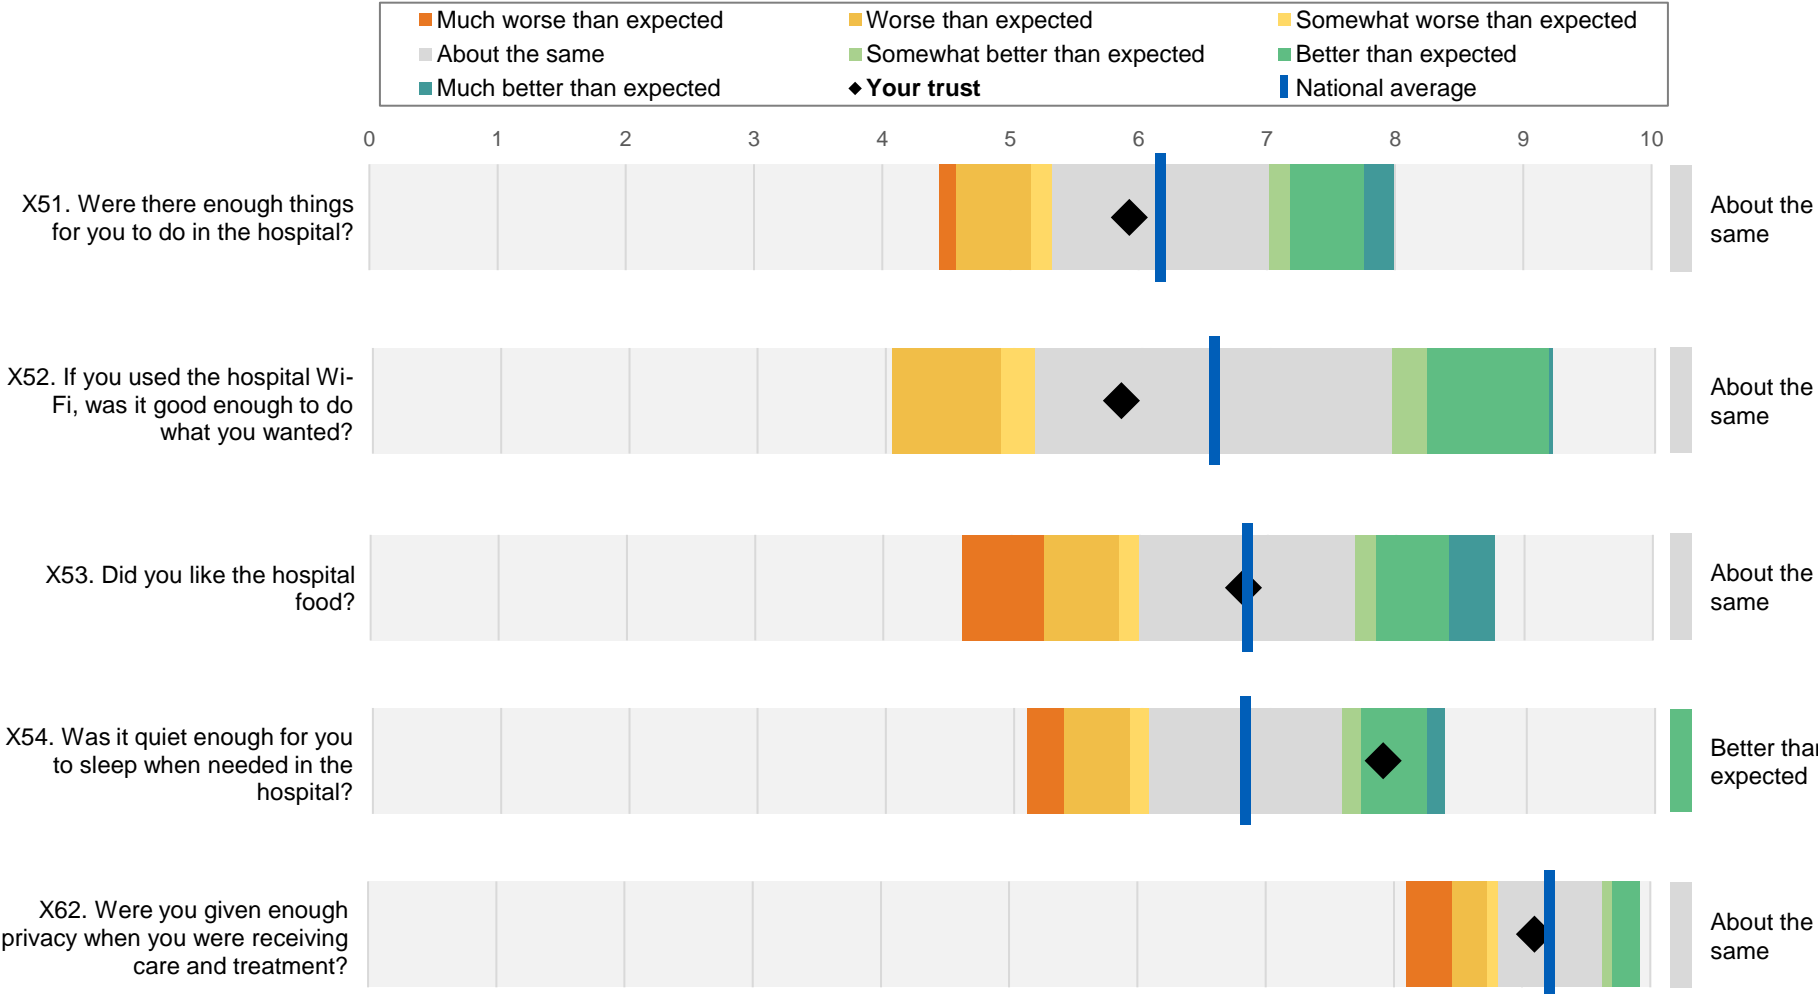 Much worse than expected
Worse than expected
Somewhat worse than expected
About the same
Somewhat better than expected
Better than expected
Much better than expected
Your trust
National average
0 1 2 3 4 5 6 7 8 9 10
X51. Were there enough things
for you to do in the hospital?
About the
same
X52. If you used the hospital Wi-
Fi, was it good enough to do
what you wanted?
About the
same
X53. Did you like the hospital
food?
About the
same
X54. Was it quiet enough for you
to sleep when needed in the
hospital?
Better than
expected
X62. Were you given enough
privacy when you were receiving
care and treatment?
About the
same